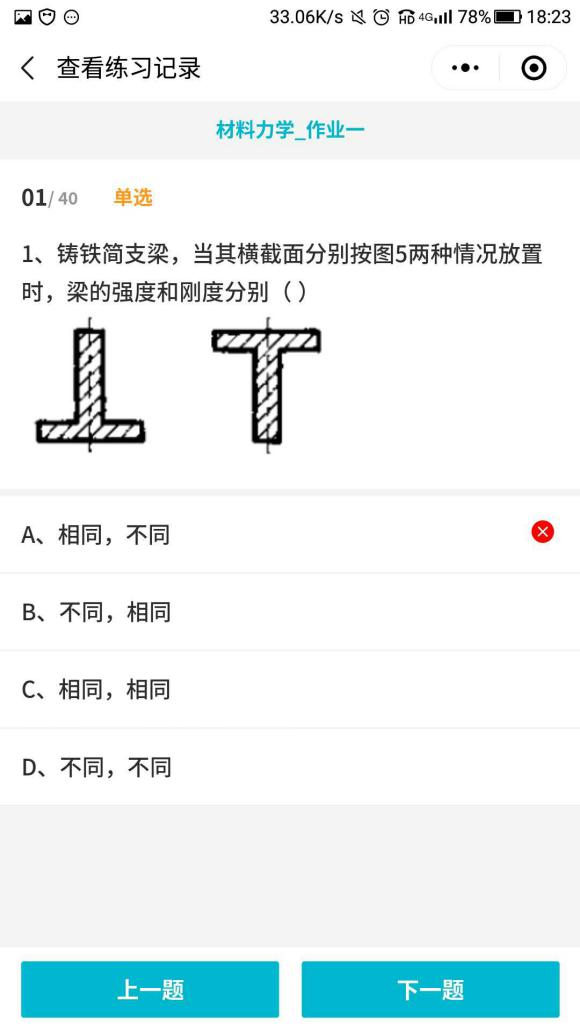 33.06K/s HD 4G 78% 18:23
查看练习记录
材料力学_作业一
01/ 40 单选
1、铸铁简支梁，当其横截面分别按图5两种情况放置
时，梁的强度和刚度分别（ ）
A、相同，不同
B、不同，相同
C、相同，相同
D、不同，不同
上一题 下一题